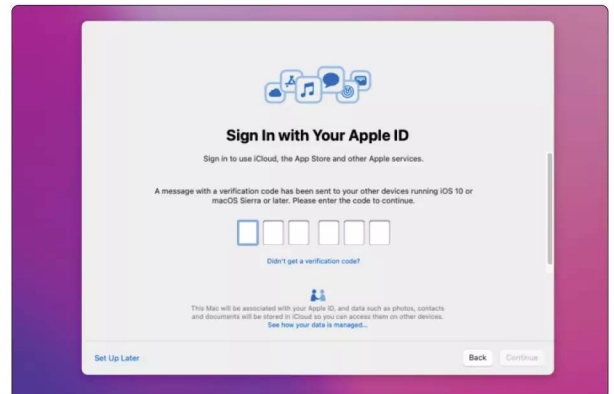 Sign In with Your Apple ID
Sign in to use iCloud, the App Store and other Apple services.
A message with a verification code has been sent to your other devices running iOS 10 or
macOS Sierra or later. Please enter the code to continue.
Didn't get a verification code?
This Mac will be associated with your Apple ID, and data such as photos, contacts
and documents will be stored in iCloud so you can access them on other devices.
See how your data is managed...
Set Up Later
Back
Continue